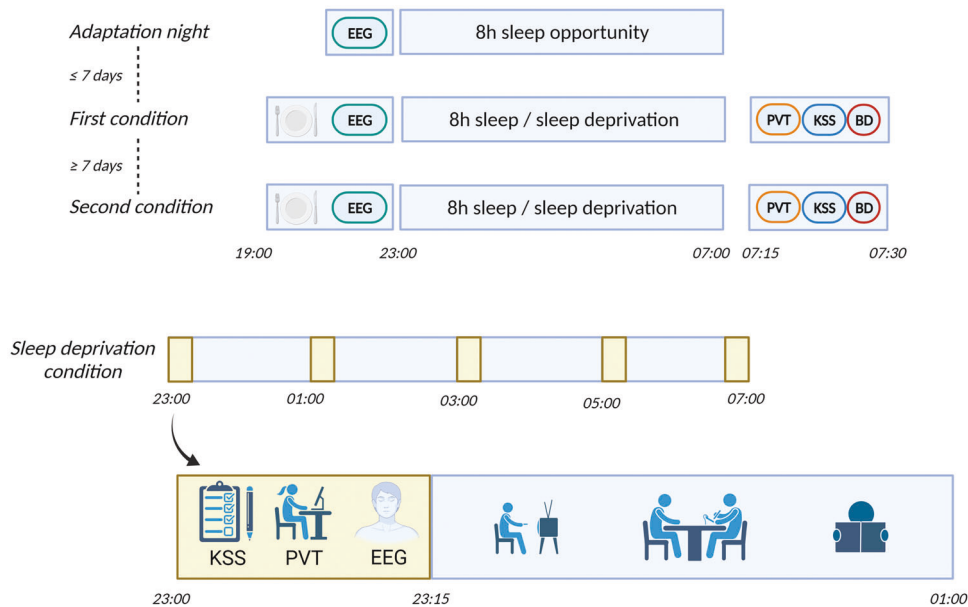 Adaptation night
EEG
8h sleep opportunity
≤ 7 days
First condition
EEG
8h sleep / sleep deprivation
PVT
KSS
BD
≥ 7 days
Second condition
EEG
8h sleep / sleep deprivation
PVT
KSS
BD
19:00
23:00
07:00
07:15
07:30
Sleep deprivation
condition
23:00
01:00
03:00
05:00
07:00
KSS
PVT
EEG
23:00
23:15
01:00